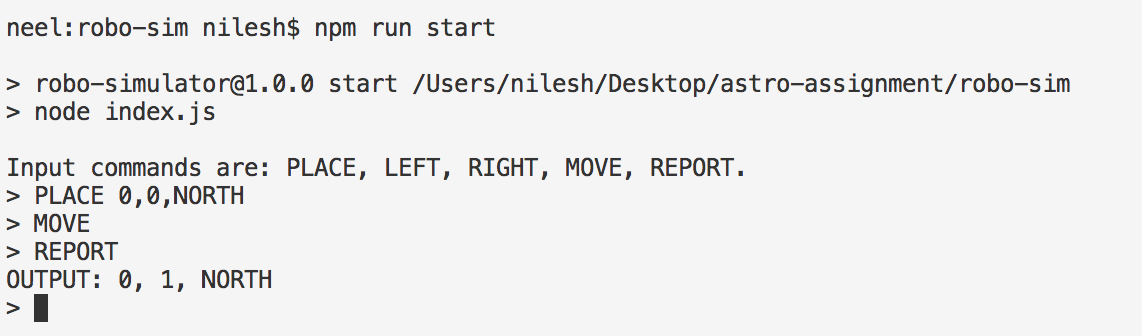 neel:robo-sim nilesh$ npm run start
> robo-simulator@1.0.0 start /Users/nilesh/Desktop/astro-assignment/robo-sim
> node index.js
Input commands are: PLACE, LEFT, RIGHT, MOVE, REPORT.
> PLACE 0,0,NORTH
> MOVE
> REPORT
OUTPUT: 0, 1, NORTH
>